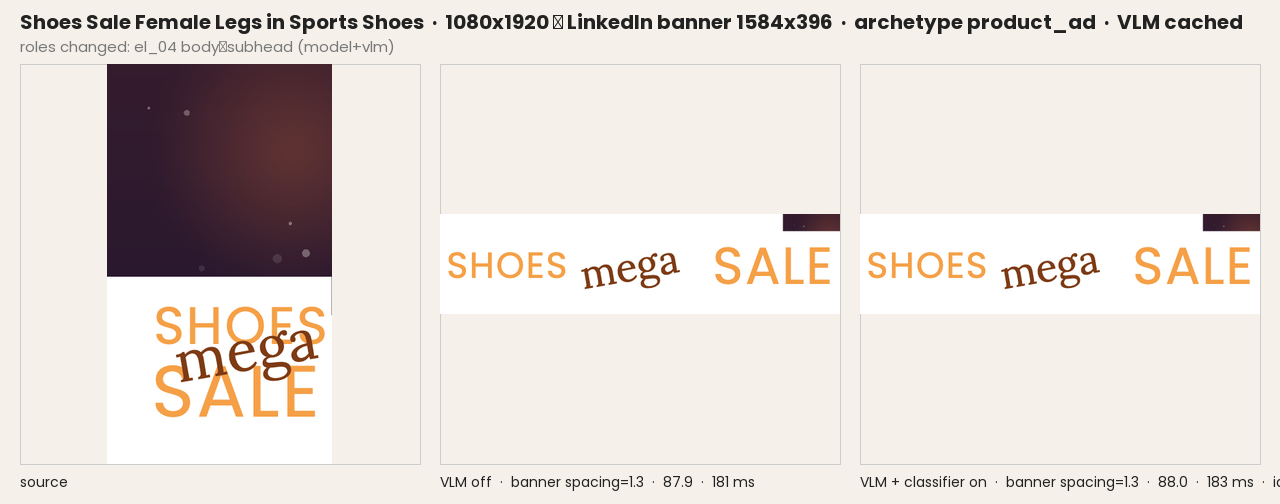 Shoes Sale Female Legs in Sports Shoes · 1080x1920 LinkedIn banner 1584x396 · archetype product_ad · VLM cached
roles changed: el_04 body subhead (model+vlm)
SHOES
mega
SALE
SHOES mega SALE
SHOES mega SALE
source
VLM off · banner spacing=1.3 · 87.9 · 181 ms
VLM + classifier on · banner spacing=1.3 · 88.0 · 183 ms ·